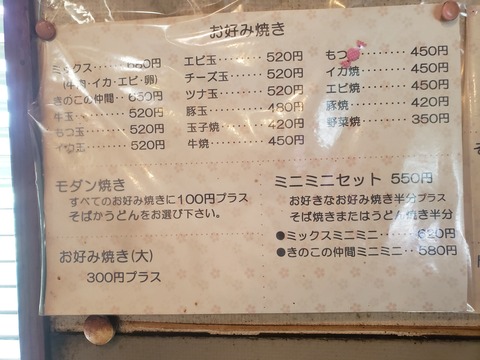 お好み焼き
ミックス‥‥‥680円
(牛肉・イカ・エビ・卵)
きのこの仲間‥650円
牛玉‥‥‥‥520円
もつ玉‥‥‥520円
イカ玉‥‥‥520円
エビ玉‥‥‥‥520円
チーズ玉‥‥‥520円
ツナ玉‥‥‥‥520円
豚玉‥‥‥‥‥480円
玉子焼‥‥‥‥420円
牛焼‥‥‥‥‥450円
もつ‥‥‥‥450円
イカ焼‥‥‥‥450円
エビ焼‥‥‥‥450円
豚焼‥‥‥‥‥420円
野菜焼‥‥‥‥350円
モダン焼き
すべてのお好み焼きに100円プラス
そばかうどんをお選び下さい。
お好み焼き(大)
300円プラス
ミニミニセット 550円
お好きなお好み焼き半分プラス
そば焼きまたはうどん焼き半分
●ミックスミニミニ‥‥620円
●きのこの仲間ミニミニ‥580円